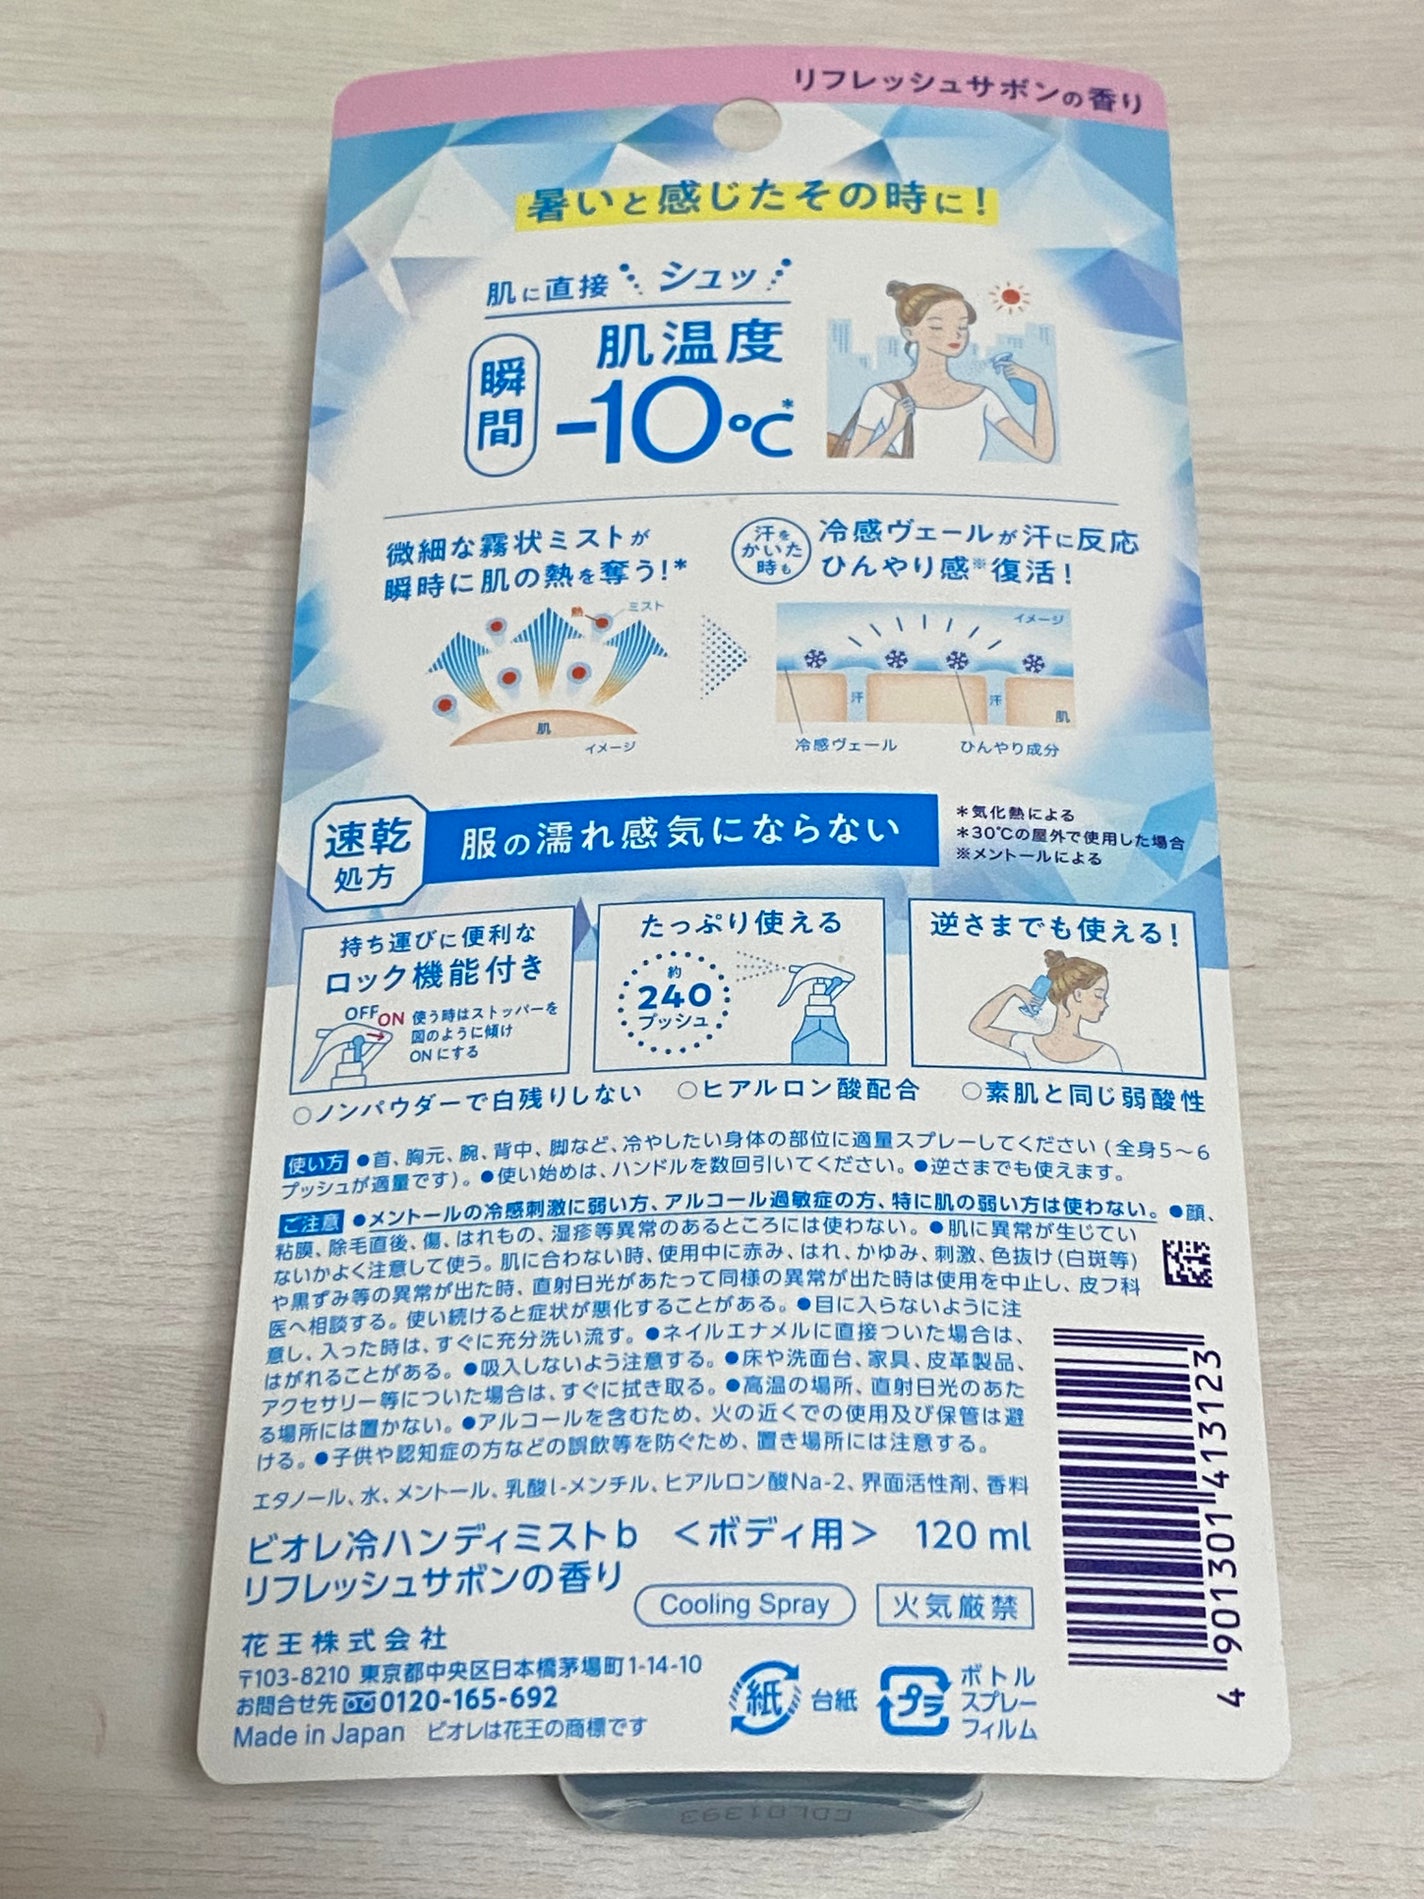 リフレッシュサボンの香り
暑いと感じたその時に!
肌に直接 シュッ
瞬間
肌温度
-10℃*
微細な霧状ミストが
瞬時に肌の熱を奪う!*
熱 ミスト
肌
イメージ
汗をかいた時も
冷感ヴェールが汗に反応
ひんやり感※復活!
イメージ
汗 汗 肌
冷感ヴェール ひんやり成分
速乾
処方
服の濡れ感気にならない
*気化熱による
*30℃の屋外で使用した場合
※メントールによる
持ち運びに便利な
ロック機能付き
OFF ON 使う時はストッパーを
図のように傾け
ONにする
たっぷり使える
約
240
プッシュ
逆さまでも使える!
○ノンパウダーで白残りしない ○ヒアルロン酸配合 ○素肌と同じ弱酸性
使い方 ●首、胸元、腕、背中、脚など、冷やしたい身体の部位に適量スプレーしてください(全身5~6
プッシュが適量です)。●使い始めは、ハンドルを数回引いてください。●逆さまでも使えます。
ご注意 ●メントールの冷感刺激に弱い方、アルコール過敏症の方、特に肌の弱い方は使わない。●顔、
粘膜、除毛直後、傷、はれもの、湿疹等異常のあるところには使わない。●肌に異常が生じてい
ないかよく注意して使う。肌に合わない時、使用中に赤み、はれ、かゆみ、刺激、色抜け(白斑等)
や黒ずみ等の異常が出た時、直射日光があたって同様の異常が出た時は使用を中止し、皮フ科
医へ相談する。使い続けると症状が悪化することがある。●目に入らないように注
意し、入った時は、すぐに充分洗い流す。●ネイルエナメルに直接ついた場合は、
はがれることがある。●吸入しないよう注意する。●床や洗面台、家具、皮革製品、
アクセサリー等についた場合は、すぐに拭き取る。●高温の場所、直射日光のあた
る場所には置かない。●アルコールを含むため、火の近くでの使用及び保管は避
ける。●子供や認知症の方などの誤飲等を防ぐため、置き場所には注意する。
エタノール、水、メントール、乳酸l-メンチル、ヒアルロン酸Na-2、界面活性剤、香料
ビオレ冷ハンディミストb <ボディ用> 120 ml
リフレッシュサボンの香り
Cooling Spray
火気厳禁
花王株式会社
〒103-8210 東京都中央区日本橋茅場町1-14-10
お問合せ先 0120-165-692
Made in Japan ビオレは花王の商標です
紙 台紙
プラ
ボトル
スプレー
フィルム
4 901301 413123